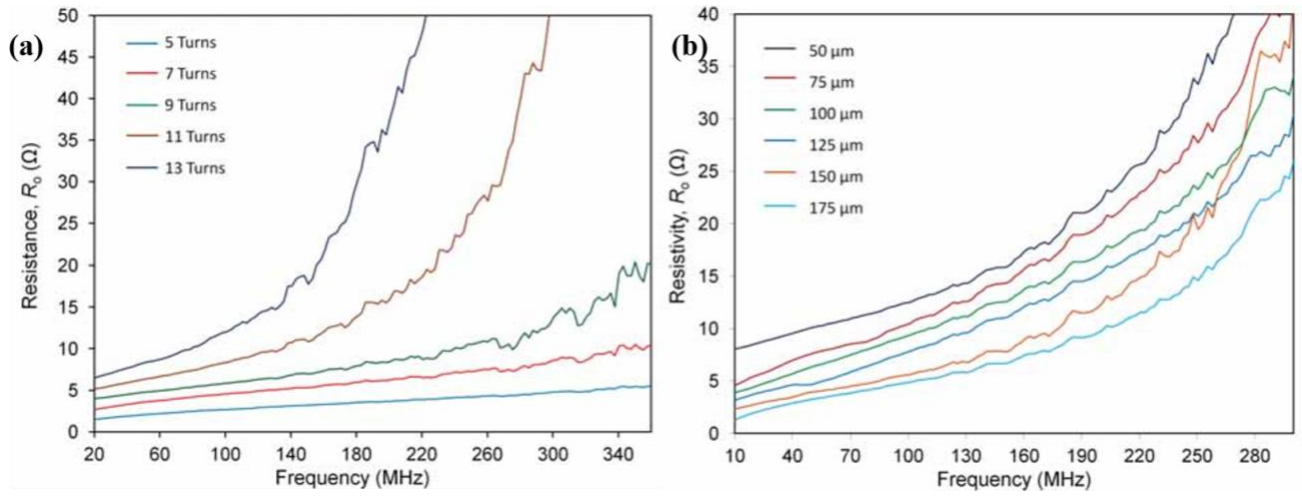 (a)
Resistance, Ro (Ω)
50
45
40
35
30
25
20
15
10
5
0
5 Turns
7 Turns
9 Turns
11 Turns
13 Turns
20 60 100 140 180 220 260 300 340
Frequency (MHz)
(b)
Resistivity, Ro (Ω)
40
35
30
25
20
15
10
5
0
50 µm
75 µm
100 µm
125 µm
150 µm
175 µm
10 40 70 100 130 160 190 220 250 280
Frequency (MHz)